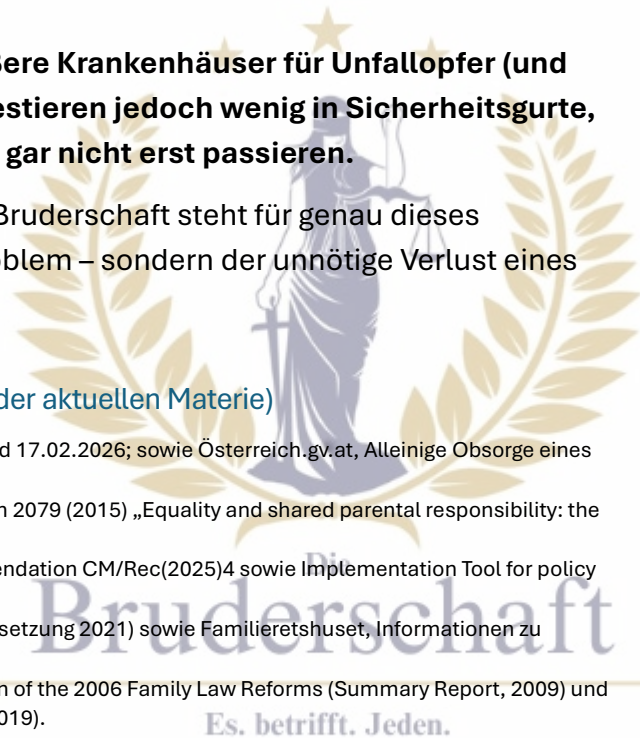 ßere Krankenhäuser für Unfallopfer (und
estieren jedoch wenig in Sicherheitsgurte,
gar nicht erst passieren.
Bruderschaft steht für genau dieses
oblem – sondern der unnötige Verlust eines
der aktuellen Materie)
d 17.02.2026; sowie Österreich.gv.at, Alleinige Obsorge eines
n 2079 (2015) „Equality and shared parental responsibility: the
endation CM/Rec(2025)4 sowie Implementation Tool for policy
setzung 2021) sowie Familieretshuset, Informationen zu
n of the 2006 Family Law Reforms (Summary Report, 2009) und
019).
Die
Bruderschaft
Es. betrifft. Jeden.